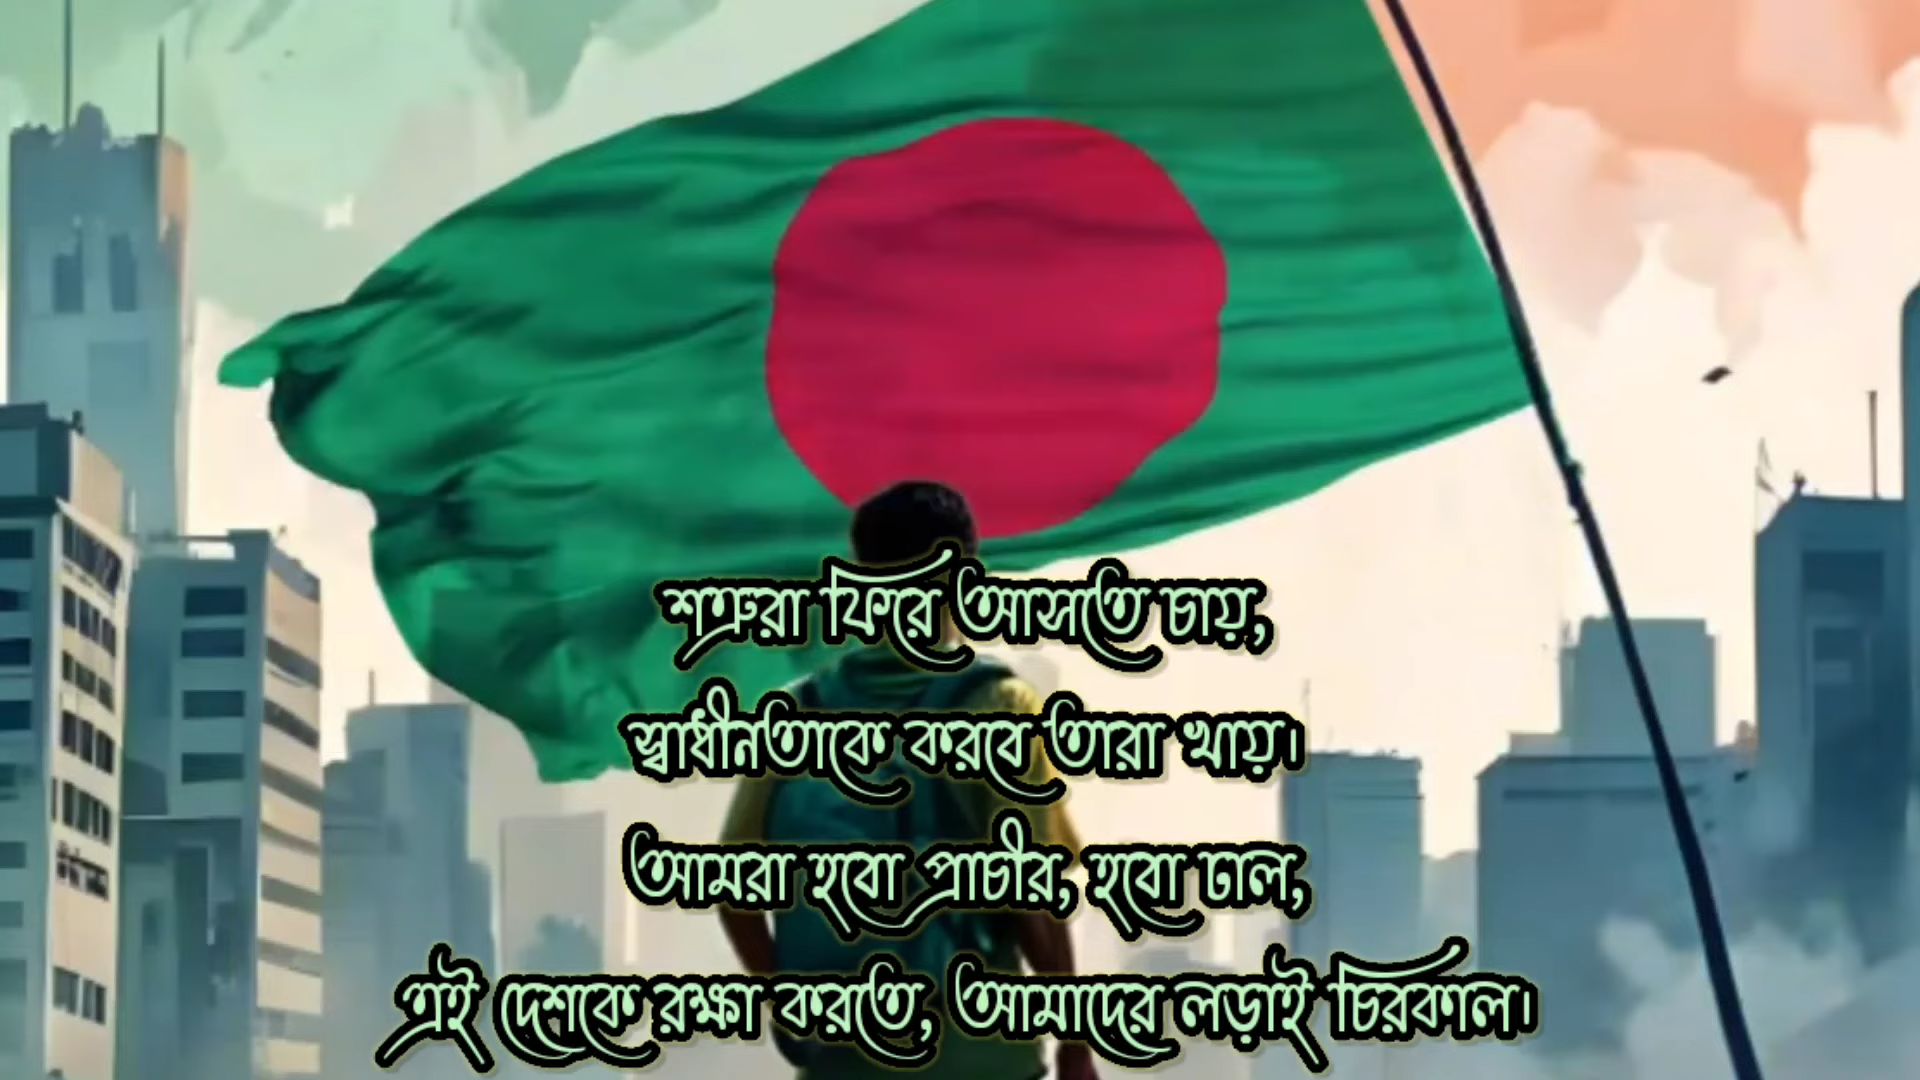 শত্রুরা ফিরে আসতে চায়,
স্বাধীনতাকে করবে তারা খায়।
আমরা হবো প্রাচীর, হবো ঢাল,
এই দেশকে রক্ষা করতে, আমাদের লড়াই চিরকাল।